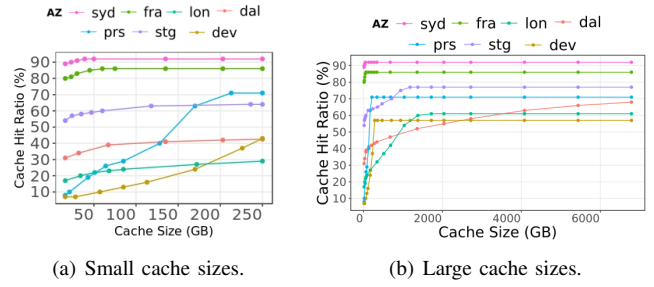 AZ syd fra lon dal
prs stg dev
Cache Hit Ratio (%)
90
80
70
60
50
40
30
20
10
50 100 150 200 250
Cache Size (GB)
(a) Small cache sizes.
AZ syd fra lon dal
prs stg dev
Cache Hit Ratio (%)
90
80
70
60
50
40
30
20
10
0 2000 4000 6000
Cache Size (GB)
(b) Large cache sizes.